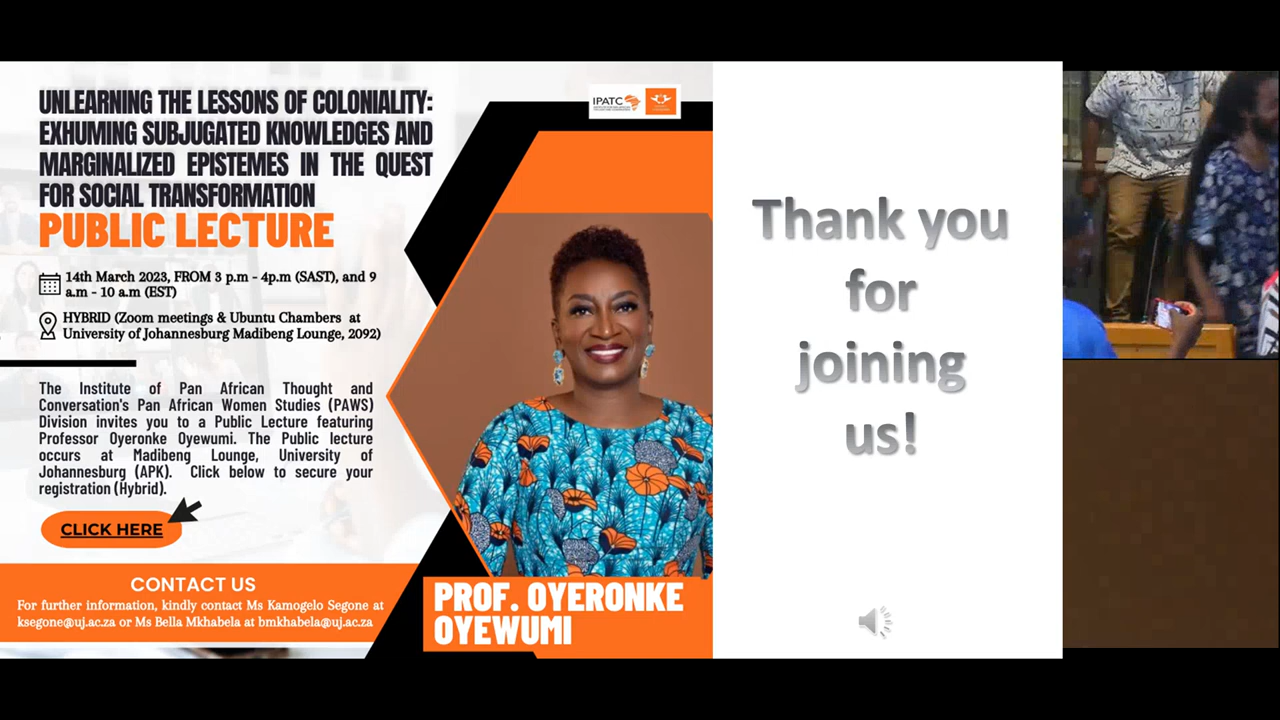 UNLEARNING THE LESSONS OF COLONIALITY:
EXHUMING SUBJUGATED KNOWLEDGES AND
MARGINALIZED EPISTEMES IN THE QUEST
FOR SOCIAL TRANSFORMATION
PUBLIC LECTURE
14th March 2023, FROM 3 p.m - 4p.m (SAST), and 9
a.m - 10 a.m (EST)
HYBRID (Zoom meetings & Ubuntu Chambers at
University of Johannesburg Madibeng Lounge, 2092)
The Institute of Pan African Thought and
Conversation's Pan African Women Studies (PAWS)
Division invites you to a Public Lecture featuring
Professor Oyeronke Oyewumi. The Public lecture
occurs at Madibeng Lounge, University of
Johannesburg (APK). Click below to secure your
registration (Hybrid).
CLICK HERE
CONTACT US
For further information, kindly contact Ms Kamogelo Segone at
ksegone@uj.ac.za or Ms Bella Mkhabela at bmkhabela@uj.ac.za
IPATC
PROF. OYERONKE
OYEWUMI
Thank you
for
joining
us!